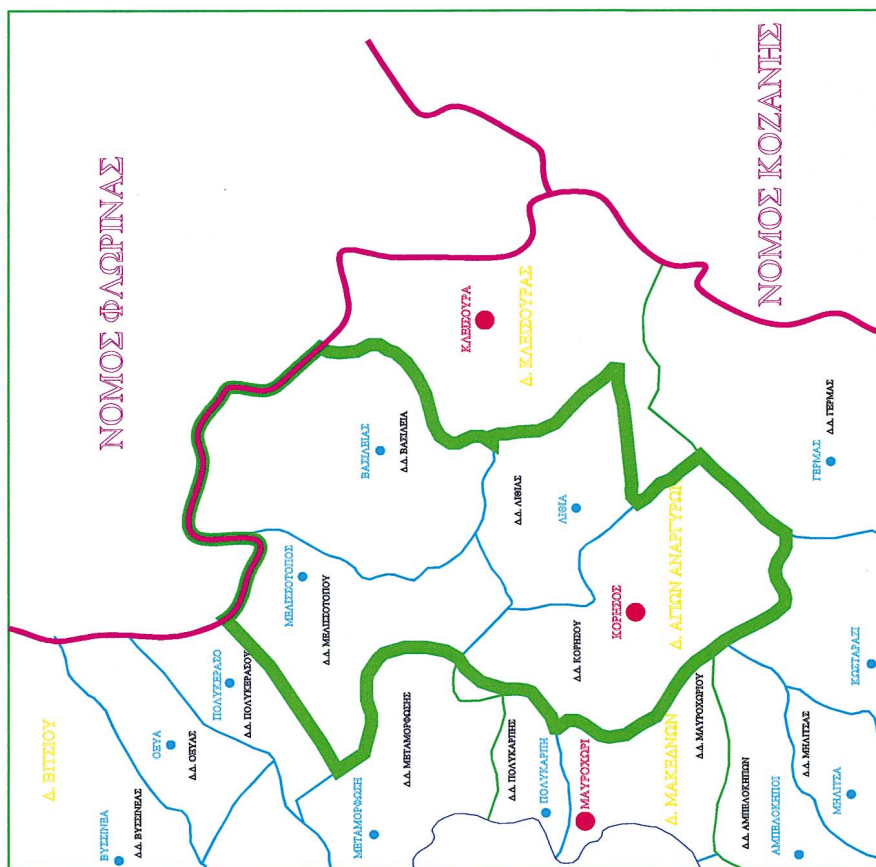 ΝΟΜΟΣ ΦΛΩΡΙΝΑΣ
ΝΟΜΟΣ ΚΟΖΑΝΗΣ
ΚΛΕΙΣΟΥΡΑ
Δ. ΚΛΕΙΣΟΥΡΑΣ
ΒΑΣΙΛΕΙΑΣ
Δ.Δ. ΒΑΣΙΛΕΙΑ
Δ.Δ. ΛΙΘΙΑΣ
ΛΙΘΙΑ
ΓΕΡΜΑΣ
Δ.Δ. ΓΕΡΜΑΣ
ΜΕΛΙΣΣΟΤΟΠΟΣ
Δ.Δ. ΜΕΛΙΣΣΟΤΟΠΟΥ
Δ.Δ. ΚΟΡΗΣΟΥ
ΚΟΡΗΣΟΣ
Δ. ΑΓΙΩΝ ΑΝΑΡΓΥΡΩΝ
ΚΩΣΤΑΡΑΖΙ
Δ. ΒΙΤΣΙΟΥ
ΟΞΥΑ
Δ.Δ. ΟΞΥΑΣ
ΠΟΛΥΚΕΡΑΣΟ
Δ.Δ. ΠΟΛΥΚΕΡΑΣΟΥ
Δ.Δ. ΜΕΤΑΜΟΡΦΩΣΗΣ
Δ.Δ. ΠΟΛΥΚΑΡΠΗΣ
ΠΟΛΥΚΑΡΠΗ
ΜΑΥΡΟΧΩΡΙ
Δ. ΜΑΚΕΔΝΩΝ
Δ.Δ. ΜΑΥΡΟΧΩΡΙΟΥ
Δ.Δ. ΜΗΛΙΤΣΑΣ
ΜΗΛΙΤΣΑ
ΒΥΣΣΙΝΕΑ
Δ.Δ. ΒΥΣΣΙΝΕΑΣ
ΜΕΤΑΜΟΡΦΩΣΗ
Δ.Δ. ΑΜΠΕΛΟΚΗΠΩΝ
ΑΜΠΕΛΟΚΗΠΟΙ